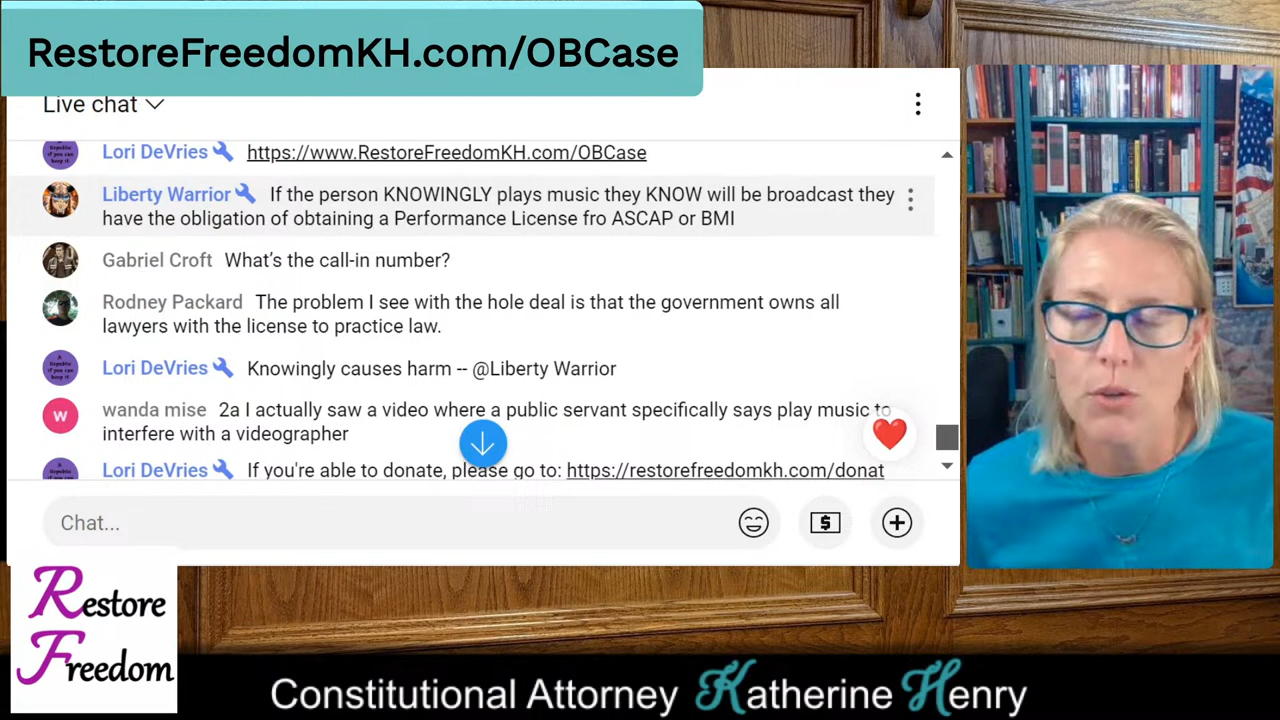 RestoreFreedomKH.com/OBCase
Live chat
Lori DeVries https://www.RestoreFreedomKH.com/OBCase
Liberty Warrior If the person KNOWINGLY plays music they KNOW will be broadcast they
have the obligation of obtaining a Performance License fro ASCAP or BMI
Gabriel Croft What's the call-in number?
Rodney Packard The problem I see with the hole deal is that the government owns all
lawyers with the license to practice law.
Lori DeVries Knowingly causes harm -- @Liberty Warrior
W
wanda mise 2a I actually saw a video where a public servant specifically says play music to
interfere with a videographer
Lori DeVries If you're able to donate, please go to: https://restorefreedomkh.com/donat
Chat...
$
Restore
Freedom
Constitutional Attorney Katherine Henry